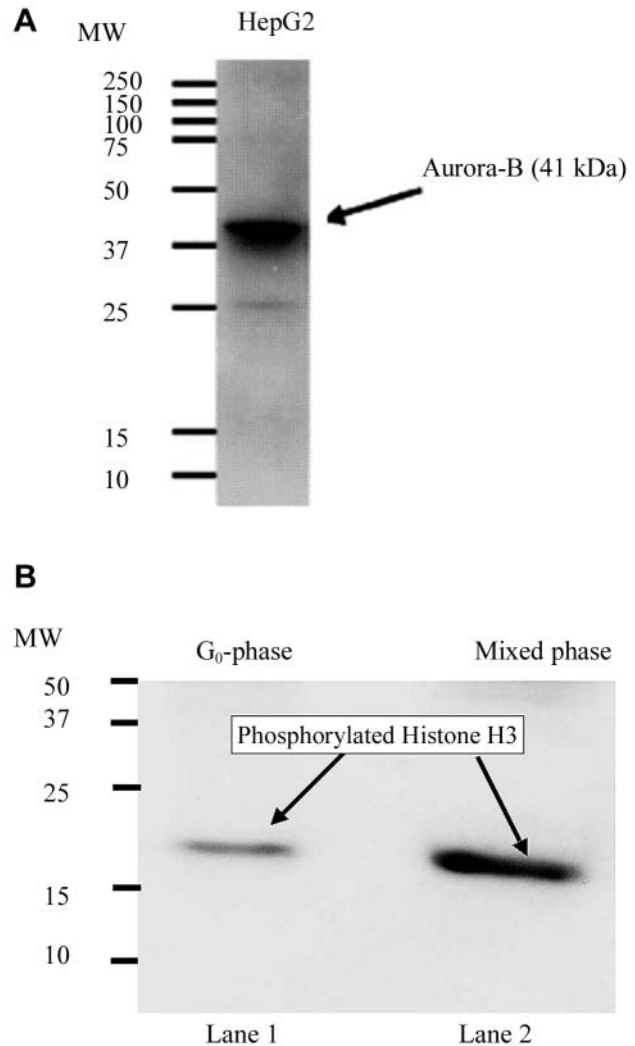 A
MW
HepG2
250
150
100
75
50
37
25
15
10
Aurora-B (41 kDa)
B
MW
G₀-phase
Mixed phase
50
37
25
15
10
Phosphorylated Histone H3
Lane 1
Lane 2